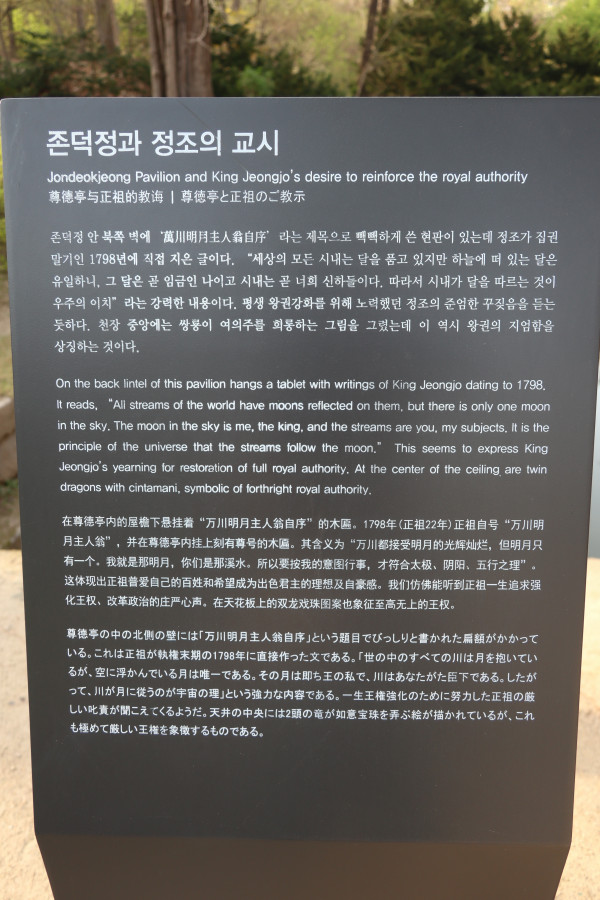 존덕정과 정조의 교시
Jondeokjeong Pavilion and King Jeongjo's desire to reinforce the royal authority
尊德亭与正祖的教诲 | 尊德亭と正祖のご教示
존덕정 안 북쪽 벽에 ‘萬川明月主人翁自序’ 라는 제목으로 빽빽하게 쓴 현판이 있는데 정조가 집권
말기인 1798년에 직접 지은 글이다. “세상의 모든 시내는 달을 품고 있지만 하늘에 떠 있는 달은
유일하니, 그 달은 곧 임금인 나이고 시내는 곧 너희 신하들이다. 따라서 시내가 달을 따르는 것이
우주의 이치” 라는 강력한 내용이다. 평생 왕권강화를 위해 노력했던 정조의 준엄한 꾸짖음을 듣는
듯하다. 천장 중앙에는 쌍룡이 여의주를 희롱하는 그림을 그렸는데 이 역시 왕권의 지엄함을
상징하는 것이다.
On the back lintel of this pavilion hangs a tablet with writings of King Jeongjo dating to 1798.
It reads, “All streams of the world have moons reflected on them, but there is only one moon
in the sky. The moon in the sky is me, the king, and the streams are you, my subjects. It is the
principle of the universe that the streams follow the moon.” This seems to express King
Jeongjo's yearning for restoration of full royal authority. At the center of the ceiling are twin
dragons with cintamani, symbolic of forthright royal authority.
在尊德亭内的屋檐下悬挂着“万川明月主人翁自序”的木匾。1798年(正祖22年)正祖自号“万川明
月主人翁”，并在尊德亭内挂上刻有尊号的木匾。其含义为“万川都接受明月的光辉灿烂，但明月只
有一个。我就是那明月，你们是那溪水。所以要按我的意图行事，才符合太极、阴阳、五行之理”。
这体现出正祖普爱自己的百姓和希望成为出色君主的理想及自豪感。我们仿佛能听到正祖一生追求强
化王权、改革政治的庄严心声。在天花板上的双龙戏珠图案也象征至高无上的王权。
尊德亭の中の北側の壁には「万川明月主人翁自序」という題目でびっしりと書かれた扁額がかかって
いる。これは正祖が執権末期の1798年に直接作った文である。「世の中のすべての川は月を抱いてい
るが、空に浮かんでいる月は唯一である。その月は即ち王の私で、川はあなたがた臣下である。したが
って、川が月に従うのが宇宙の理」という強力な内容である。一生王権強化のために努力した正祖の厳
しい叱責が聞こえてくるようだ。天井の中央には2頭の竜が如意宝珠を弄ぶ絵が描かれているが、これ
も極めて厳しい王権を象徴するものである。